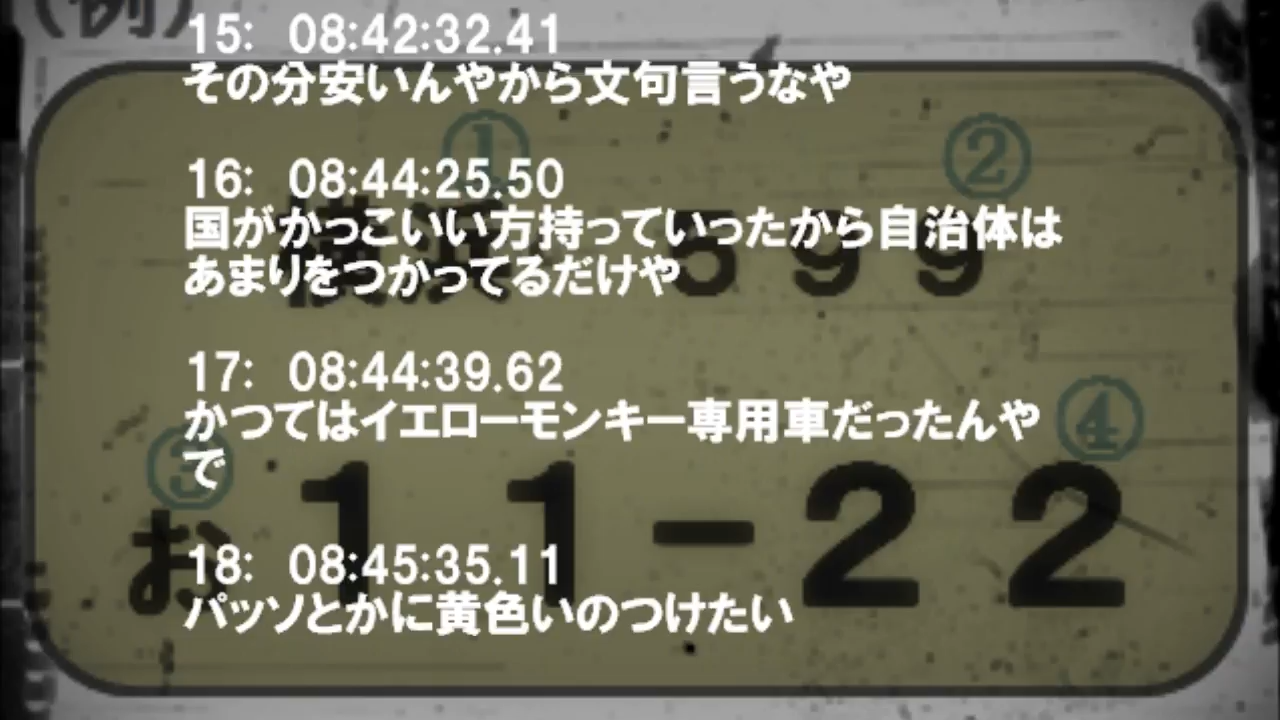 (例)
15: 08:42:32.41
その分安いんやから文句言うなや
① ②
16: 08:44:25.50
国がかっこいい方持っていったから自治体は
横浜 599
あまりをつかってるだけや
17: 08:44:39.62
かつてはイエローモンキー専用車だったんや
で
③ ④
お 11-22
18: 08:45:35.11
パッソとかに黄色いのつけたい